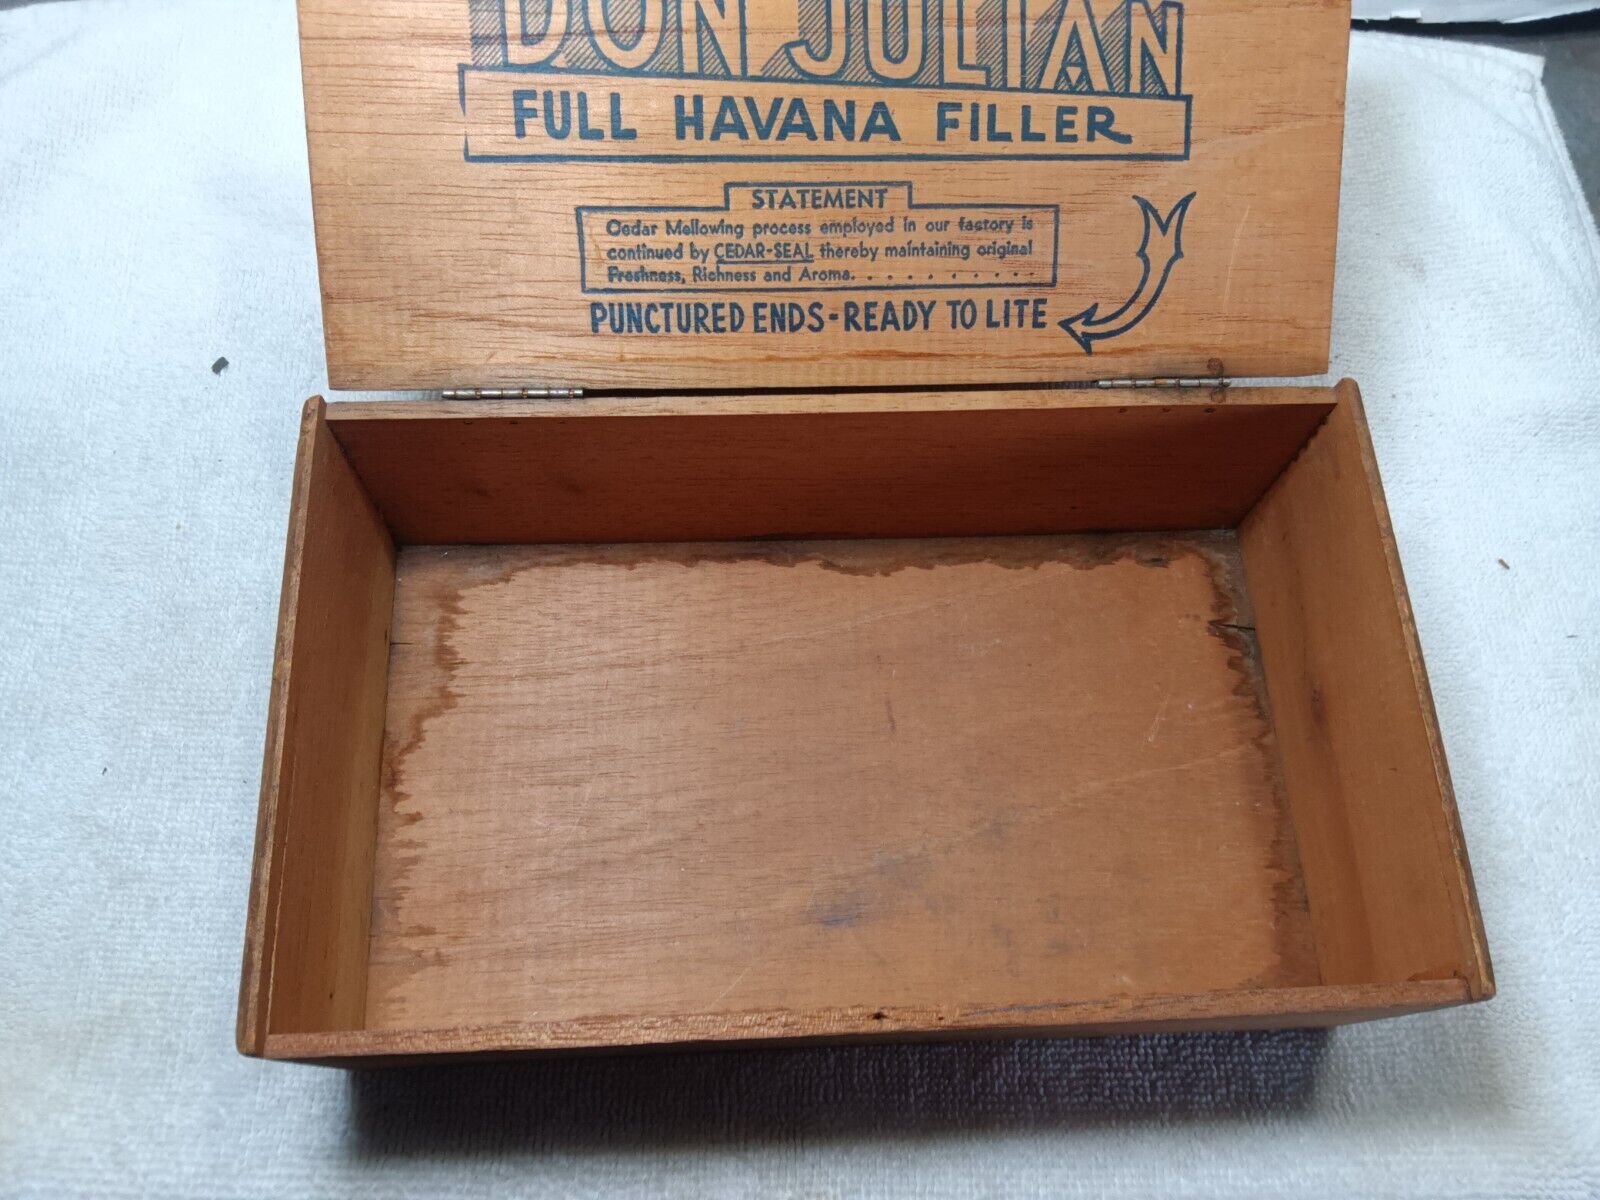 DON JULIAN
FULL HAVANA FILLER
STATEMENT
Cedar Mellowing process employed in our factory is
continued by CEDAR-SEAL thereby maintaining original
Freshness, Richness and Aroma. . . . . . . . . . .
PUNCTURED ENDS-READY TO LITE